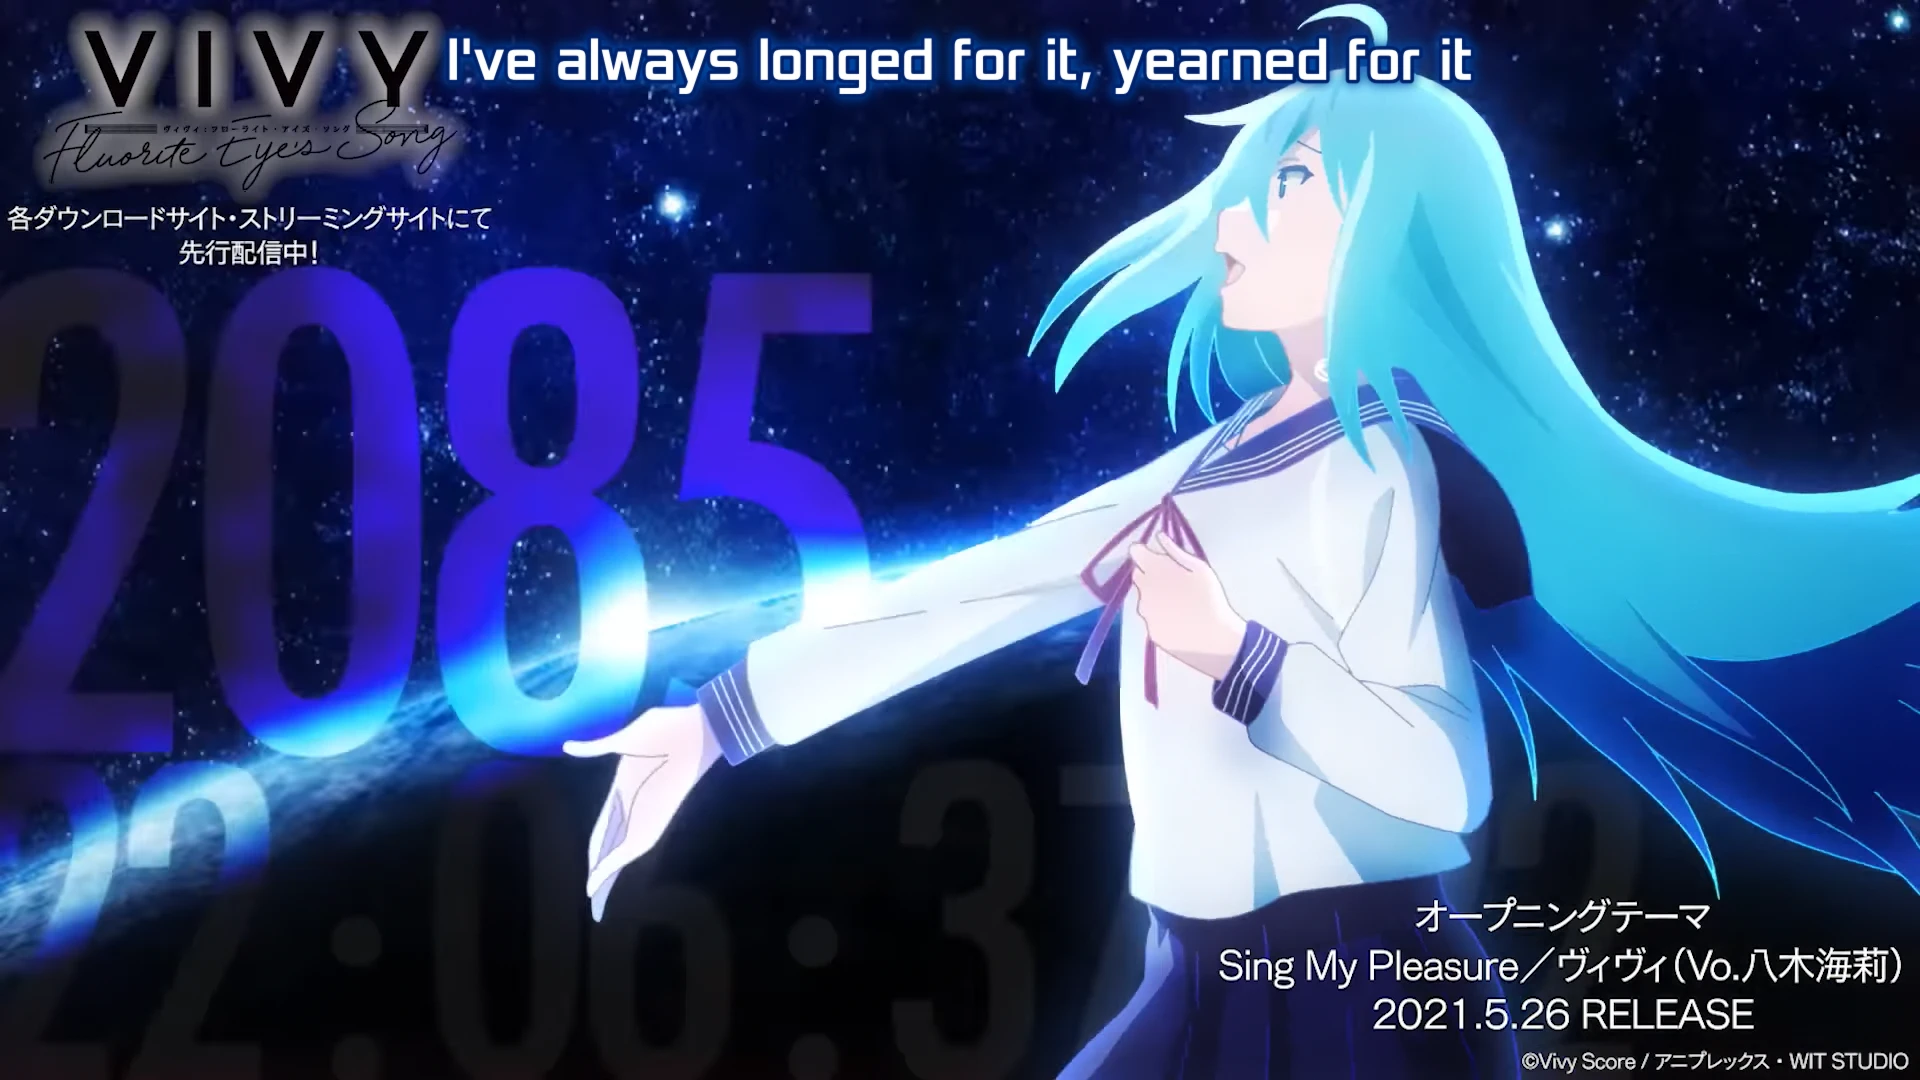 VIVY
ヴィヴィ:フローライト・アイズ・ソング
Fluorite Eye's Song
I've always longed for it, yearned for it
各ダウンロードサイト・ストリーミングサイトにて
先行配信中!
2085
22:06:37
2
オープニングテーマ
Sing My Pleasure/ヴィヴィ(Vo.八木海莉)
2021.5.26 RELEASE
©Vivy Score / アニプレックス・WIT STUDIO